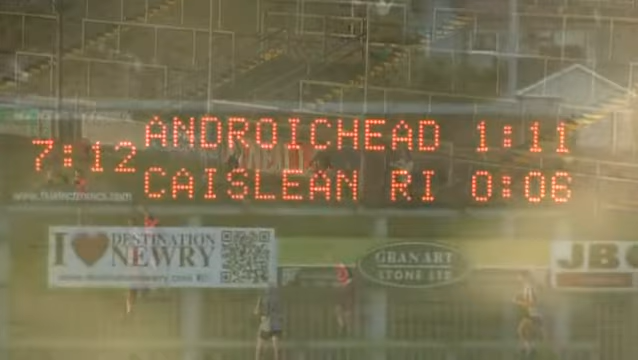 ANDROICHEAD 1:11
7:12
CAISLEAN RI 0:06
I ❤ DESTINATION NEWRY
GRAN ART
STONE LTD
JBC